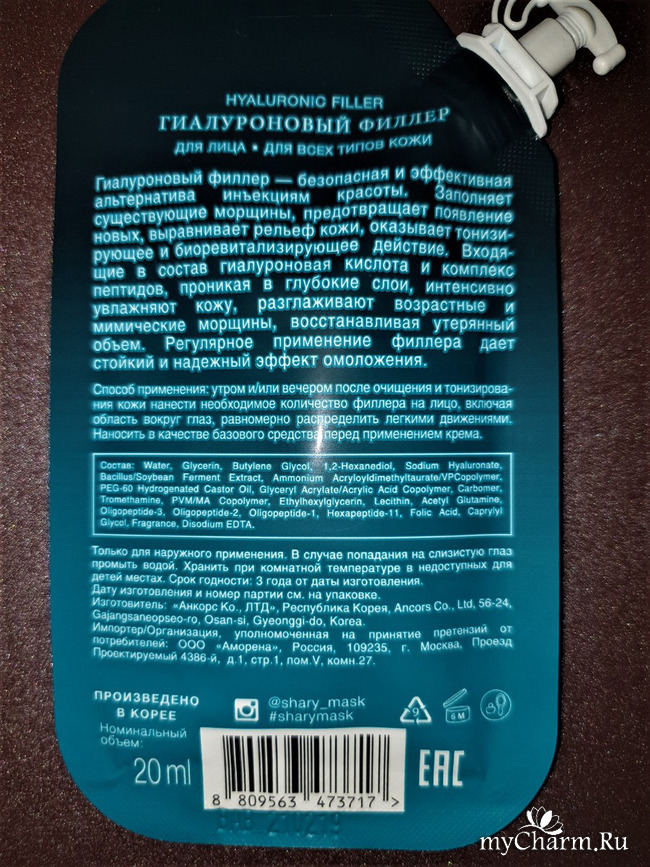 HYALURONIC FILLER
ГИАЛУРОНОВЫЙ ФИЛЛЕР
ДЛЯ ЛИЦА • ДЛЯ ВСЕХ ТИПОВ КОЖИ
Гиалуроновый филлер — безопасная и эффективная
альтернатива инъекциям красоты. Заполняет
существующие морщины, предотвращает появление
новых, выравнивает рельеф кожи, оказывает тонизи-
рующее и биоревитализирующее действие. Входя-
щие в состав гиалуроновая кислота и комплекс
пептидов, проникая в глубокие слои, интенсивно
увлажняют кожу, разглаживают возрастные и
мимические морщины, восстанавливая утерянный
объем. Регулярное применение филлера дает
стойкий и надежный эффект омоложения.
Способ применения: утром и/или вечером после очищения и тонизирова-
ния кожи нанести необходимое количество филлера на лицо, включая
область вокруг глаз, равномерно распределить легкими движениями.
Наносить в качестве базового средства перед применением крема.
Состав: Water, Glycerin, Butylene Glycol, 1,2-Hexanediol, Sodium Hyaluronate,
Bacillus/Soybean Ferment Extract, Ammonium Acryloyldimethyltaurate/VPCopolymer,
PEG-60 Hydrogenated Castor Oil, Glyceryl Acrylate/Acrylic Acid Copolymer, Carbomer,
Tromethamine, PVM/MA Copolymer, Ethylhexylglycerin, Lecithin, Acetyl Glutamine,
Oligopeptide-3, Oligopeptide-2, Oligopeptide-1, Hexapeptide-11, Folic Acid, Caprylyl
Glycol, Fragrance, Disodium EDTA.
Только для наружного применения. В случае попадания на слизистую глаз
промыть водой. Хранить при комнатной температуре в недоступных для
детей местах. Срок годности: 3 года от даты изготовления.
Дату изготовления и номер партии см. на упаковке.
Изготовитель: «Анкорс Ко., ЛТД», Республика Корея, Ancors Co., Ltd, 56-24,
Gajangsaneopseo-ro, Osan-si, Gyeonggi-do, Korea.
Импортер/Организация, уполномоченная на принятие претензий от
потребителей: ООО «Аморена», Россия, 109235, г. Москва, Проезд
Проектируемый 4386-й, д.1, стр.1, пом.V, комн.27.
ПРОИЗВЕДЕНО
В КОРЕЕ
@shary_mask
#sharymask
9
6 M
Номинальный
объем:
20 ml
8 809563 473717 >
EAC
myCharm.Ru